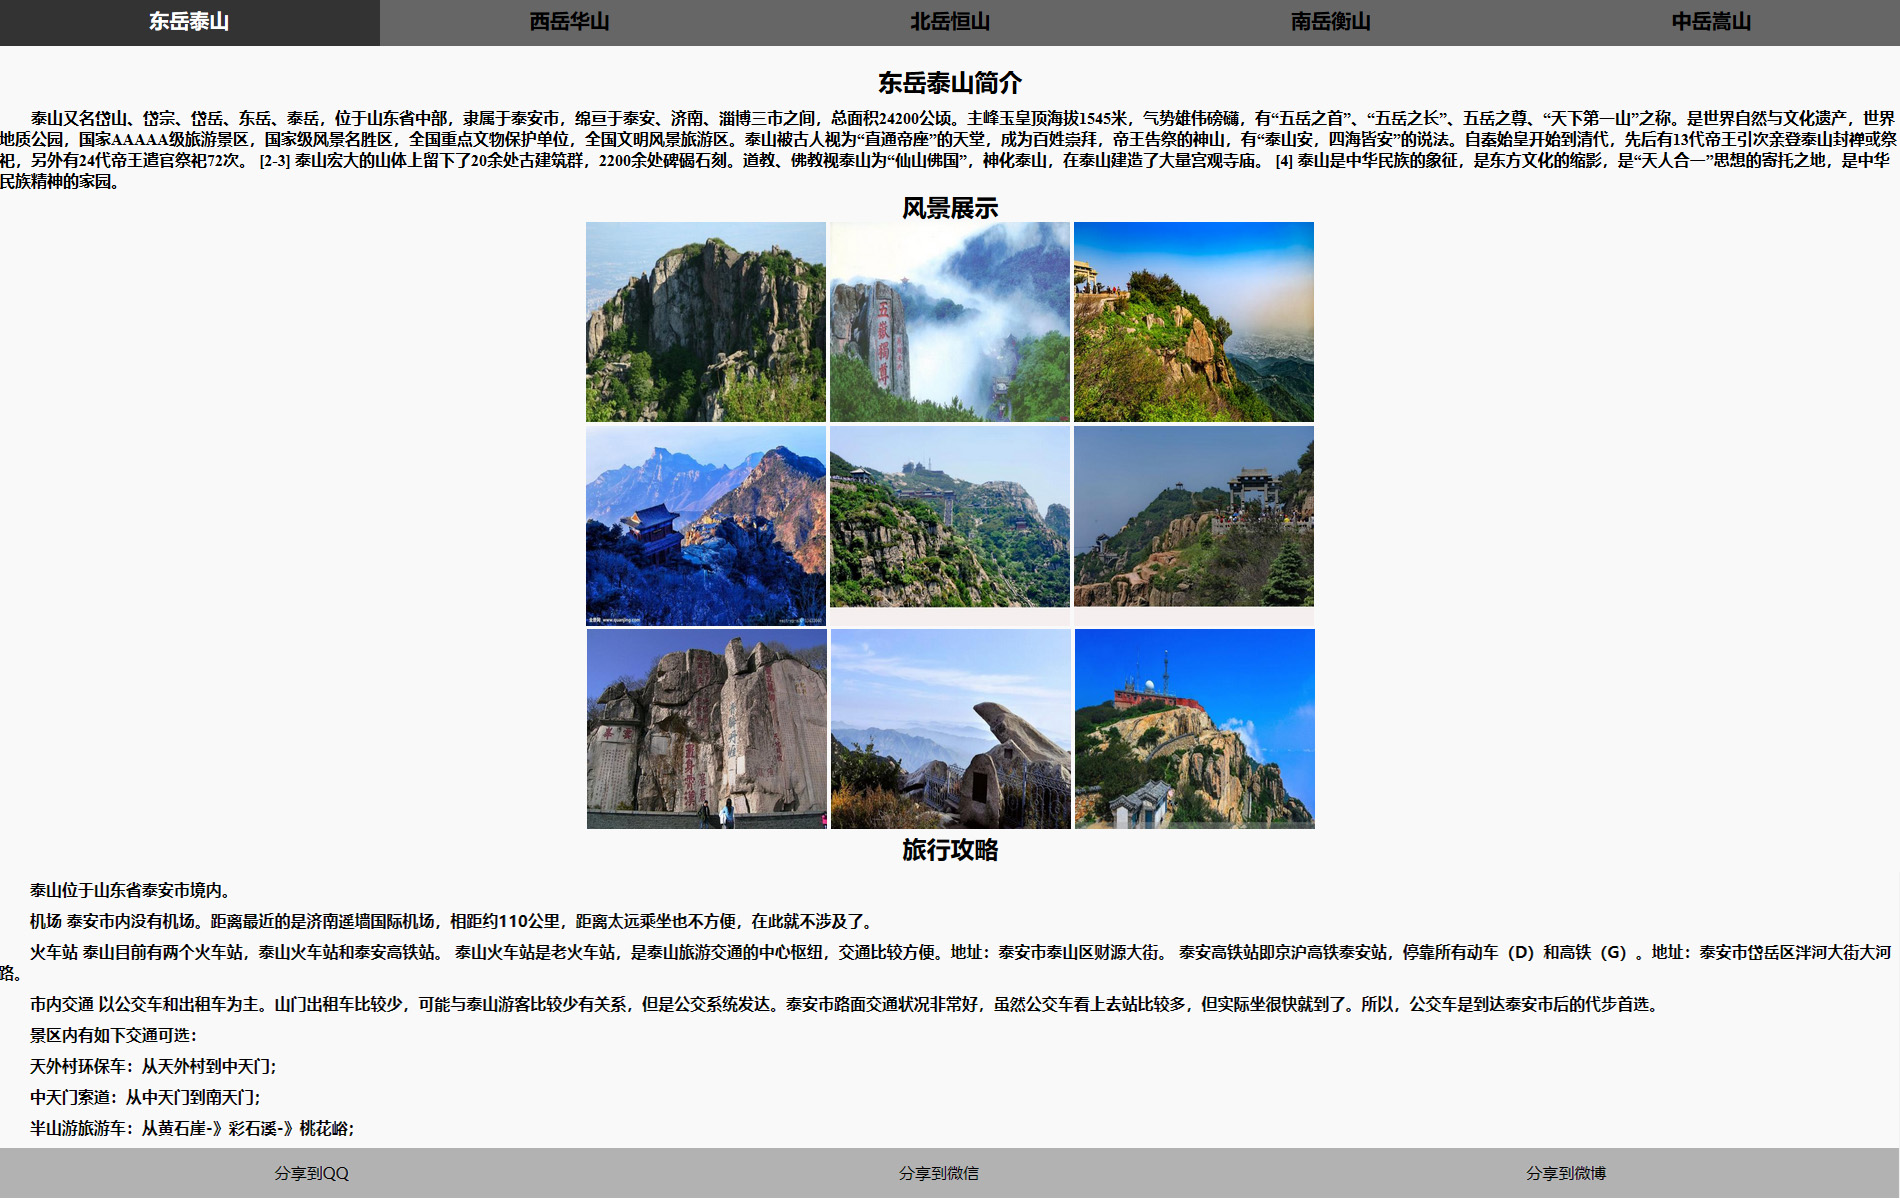 东岳泰山 西岳华山 北岳恒山 南岳衡山 中岳嵩山
东岳泰山简介
泰山又名岱山、岱宗、岱岳、东岳、泰岳，位于山东省中部，隶属于泰安市，绵亘于泰安、济南、淄博三市之间，总面积24200公顷。主峰玉皇顶海拔1545米，气势雄伟磅礴，有“五岳之首”、“五岳之长”、五岳之尊、“天下第一山”之称。是世界自然与文化遗产，世界
地质公园，国家AAAAA级旅游景区，国家级风景名胜区，全国重点文物保护单位，全国文明风景旅游区。泰山被古人视为“直通帝座”的天堂，成为百姓崇拜，帝王告祭的神山，有“泰山安，四海皆安”的说法。自秦始皇开始到清代，先后有13代帝王引次亲登泰山封禅或祭
祀，另外有24代帝王遣官祭祀72次。 [2-3] 泰山宏大的山体上留下了20余处古建筑群，2200余处碑碣石刻。道教、佛教视泰山为“仙山佛国”，神化泰山，在泰山建造了大量宫观寺庙。 [4] 泰山是中华民族的象征，是东方文化的缩影，是“天人合一”思想的寄托之地，是中华
民族精神的家园。
风景展示
五嶽獨尊
www.quanjing.com
旅行攻略
泰山位于山东省泰安市境内。
机场 泰安市内没有机场。距离最近的是济南遥墙国际机场，相距约110公里，距离太远乘坐也不方便，在此就不涉及了。
火车站 泰山目前有两个火车站，泰山火车站和泰安高铁站。 泰山火车站是老火车站，是泰山旅游交通的中心枢纽，交通比较方便。地址：泰安市泰山区财源大街。 泰安高铁站即京沪高铁泰安站，停靠所有动车（D）和高铁（G）。地址：泰安市岱岳区泮河大街大河
路。
市内交通 以公交车和出租车为主。山门出租车比较少，可能与泰山游客比较少有关系，但是公交系统发达。泰安市路面交通状况非常好，虽然公交车看上去站比较多，但实际坐很快就到了。所以，公交车是到达泰安市后的代步首选。
景区内有如下交通可选：
天外村环保车：从天外村到中天门；
中天门索道：从中天门到南天门；
半山游旅游车：从黄石崖-》彩石溪-》桃花峪；
分享到QQ 分享到微信 分享到微博